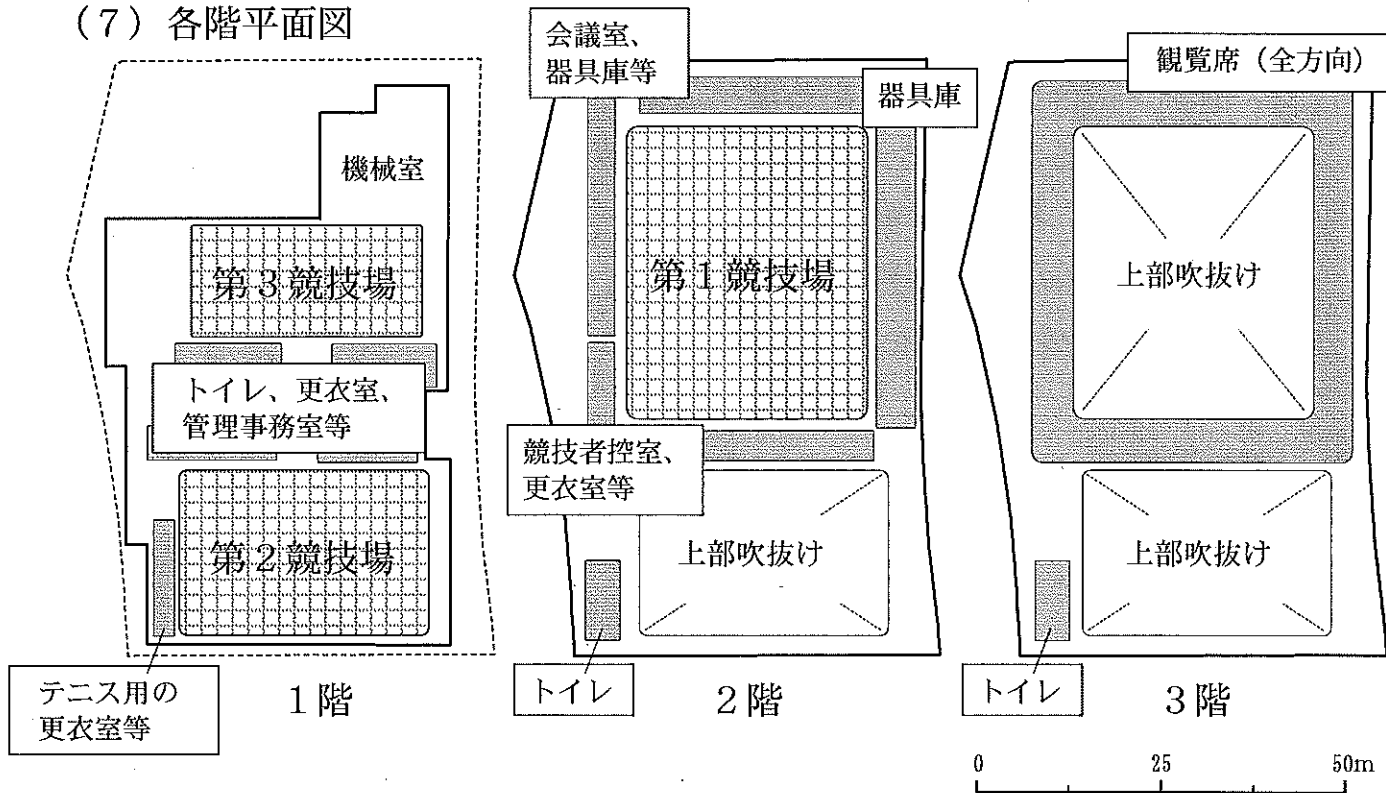 （７）各階平面図
機械室
第３競技場
トイレ、更衣室、
管理事務室等
第２競技場
テニス用の
更衣室等
１階
会議室、
器具庫等
器具庫
第１競技場
競技者控室、
更衣室等
上部吹抜け
トイレ
２階
観覧席（全方向）
上部吹抜け
上部吹抜け
トイレ
３階
0 25 50m